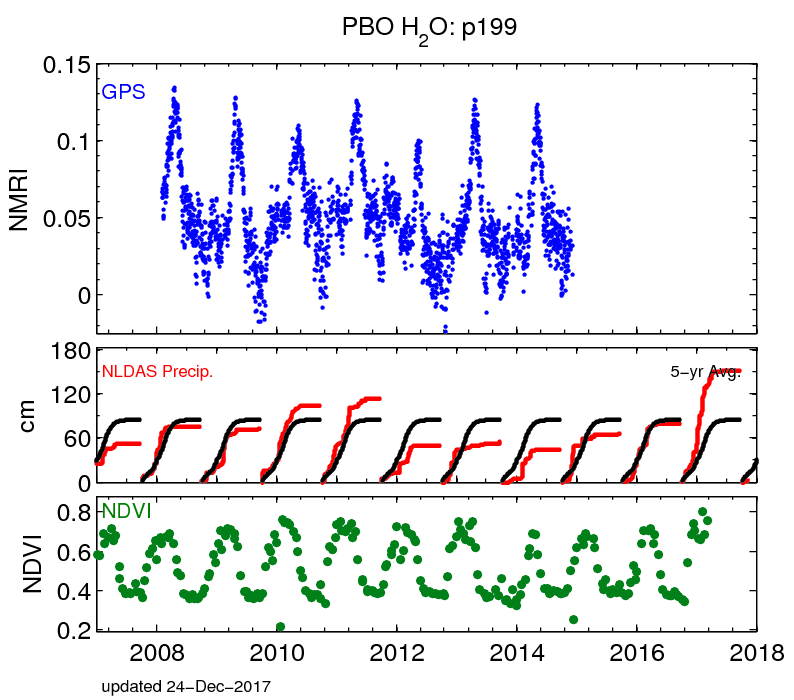 PBO H2O: p199
0.15
GPS
0.1
NMRI
0.05
0
180
NLDAS Precip.
5-yr Avg.
120
cm
60
0
0.8
NDVI
0.6
NDVI
0.4
0.2
2008 2010 2012 2014 2016 2018
updated 24-Dec-2017